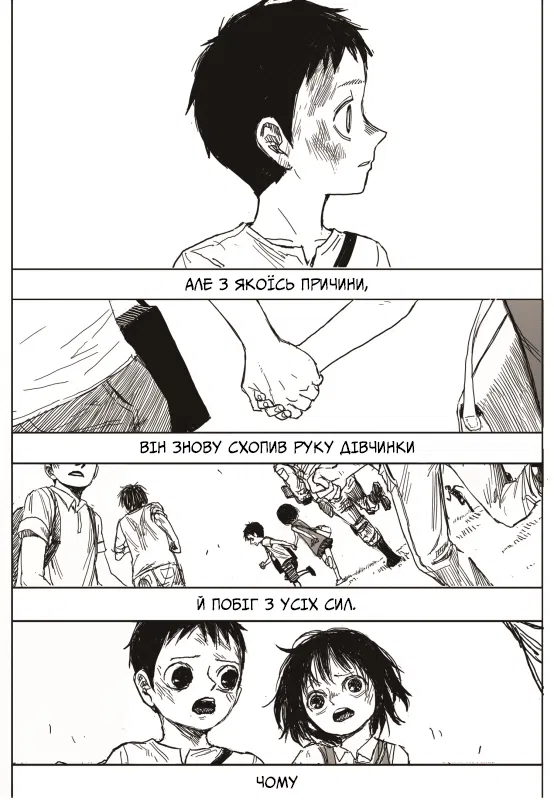 АЛЕ З ЯКОЇСЬ ПРИЧИНИ,
ВІН ЗНОВУ СХОПИВ РУКУ ДІВЧИНКИ
Й ПОБІГ З УСІХ СИЛ.
ЧОМУ